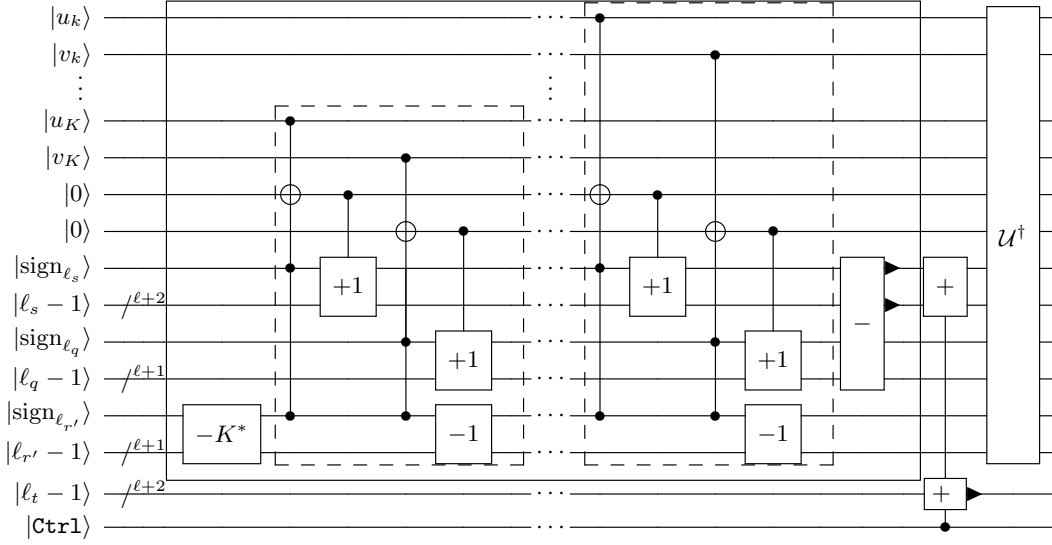 |u_k⟩ ···  ···
|v_k⟩ ···  ···
⋮ ⋮
|u_K⟩ ···
|v_K⟩ ···
|0⟩ ···
|0⟩ ··· 𝒰†
|sign_{ℓ_s}⟩ ···
+1 +1 +
|ℓ_s − 1⟩ /^{ℓ+2} ···
−
|sign_{ℓ_q}⟩ ···
+1 +1
|ℓ_q − 1⟩ /^{ℓ+1} ···
|sign_{ℓ_{r′}}⟩ ···
−K* −1 −1
|ℓ_{r′} − 1⟩ /^{ℓ+1} ···
|ℓ_t − 1⟩ /^{ℓ+2} ··· +
|Ctrl⟩ ···